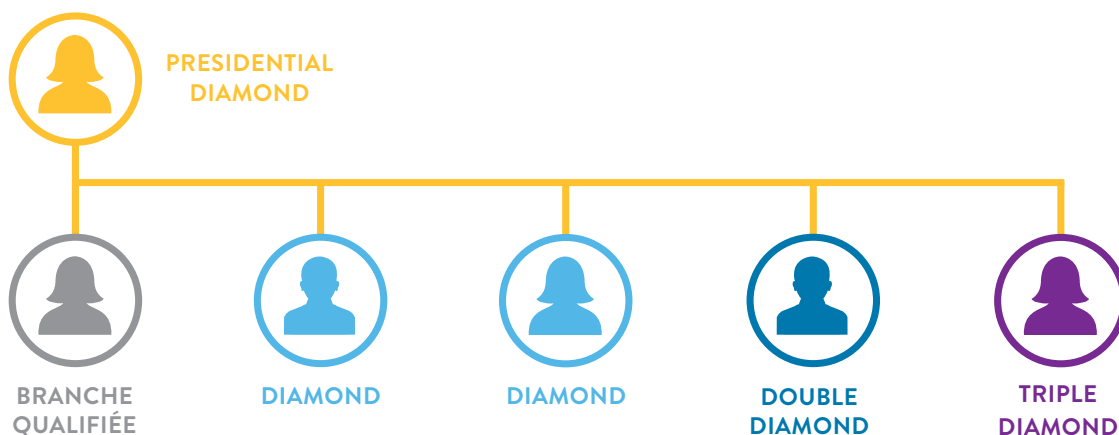 PRESIDENTIAL
DIAMOND
BRANCHE
QUALIFIÉE
DIAMOND
DIAMOND
DOUBLE
DIAMOND
TRIPLE
DIAMOND